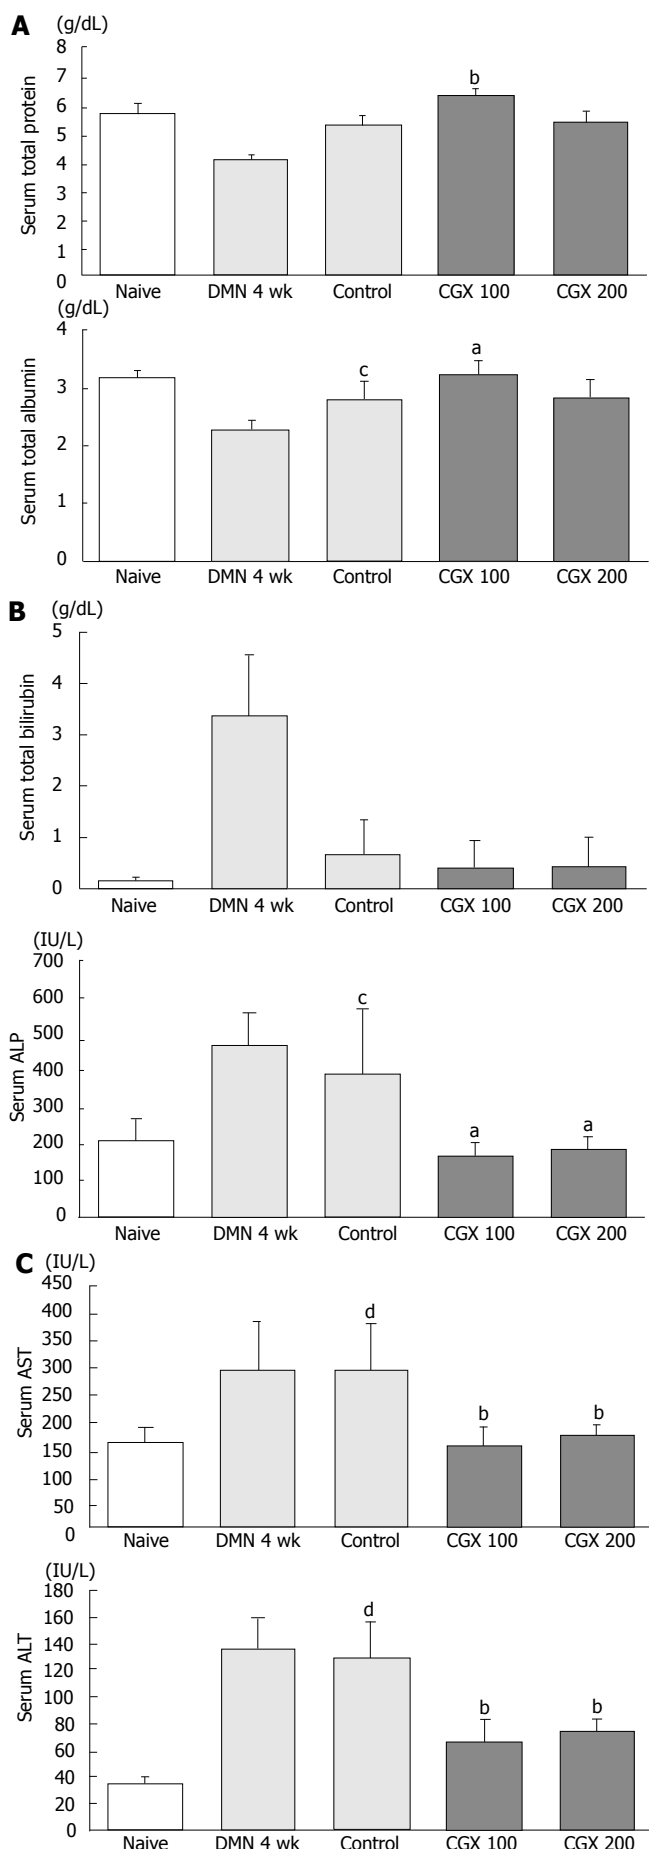 A
(g/dL)
Serum total protein
8
7
6
5
4
3
2
1
0
b
Naive DMN 4 wk Control CGX 100 CGX 200
(g/dL)
Serum total albumin
4
3
2
1
0
c a
Naive DMN 4 wk Control CGX 100 CGX 200
B
(g/dL)
Serum total bilirubin
5
4
3
2
1
0
Naive DMN 4 wk Control CGX 100 CGX 200
(IU/L)
Serum ALP
700
600
500
400
300
200
100
0
c a a
Naive DMN 4 wk Control CGX 100 CGX 200
C
(IU/L)
Serum AST
450
400
350
300
250
200
150
100
50
0
d b b
Naive DMN 4 wk Control CGX 100 CGX 200
(IU/L)
Serum ALT
180
160
140
120
100
80
60
40
20
0
d b b
Naive DMN 4 wk Control CGX 100 CGX 200